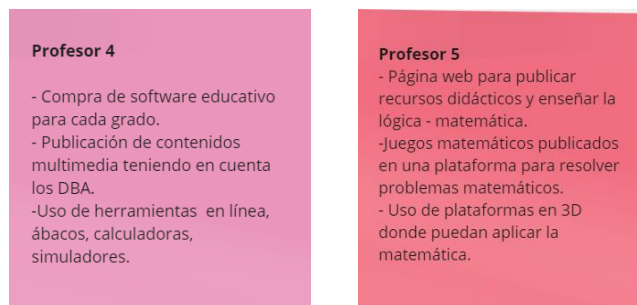 Profesor 4
- Compra de software educativo
para cada grado.
- Publicación de contenidos
multimedia teniendo en cuenta
los DBA.
-Uso de herramientas  en línea,
ábacos, calculadoras,
simuladores.
Profesor 5
- Página web para publicar
recursos didácticos y enseñar la
lógica - matemática.
-Juegos matemáticos publicados
en una plataforma para resolver
problemas matemáticos.
- Uso de plataformas en 3D
donde puedan aplicar la
matemática.